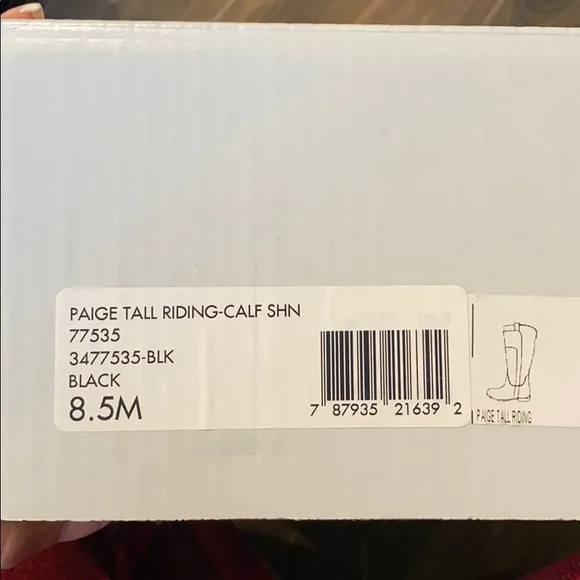 PAIGE TALL RIDING-CALF SHN
77535
3477535-BLK
BLACK
8.5M
7 87935 21639 2
PAIGE TALL RIDING